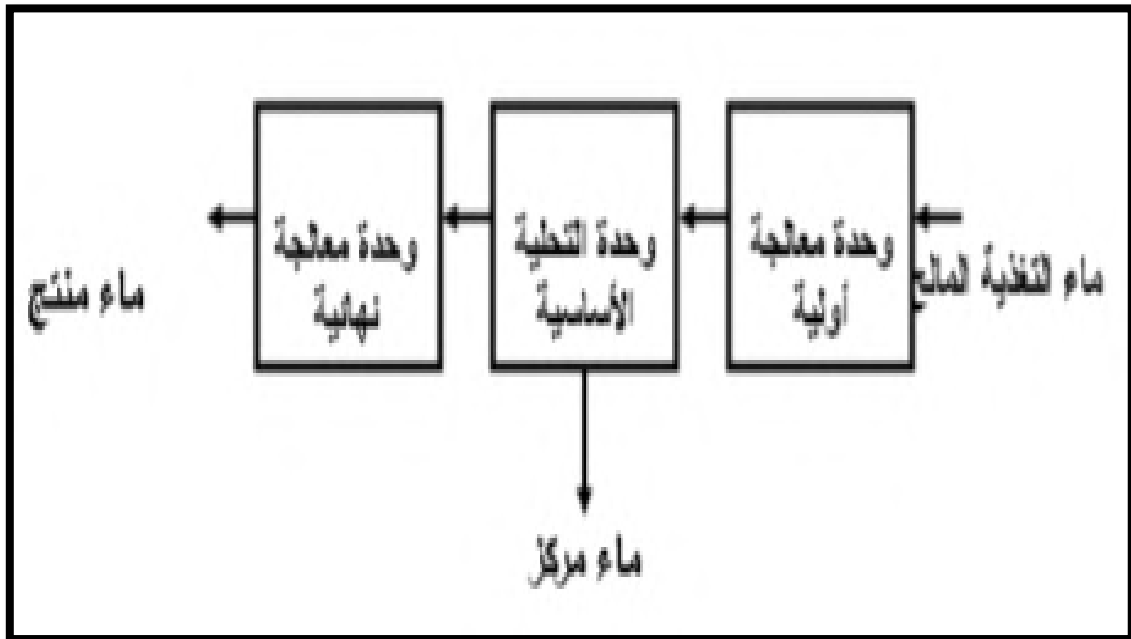 ماء التغذية المالح
وحدة معالجة
أولية
وحدة التحلية
الأساسية
وحدة معالجة
نهائية
ماء منتج
ماء مركز